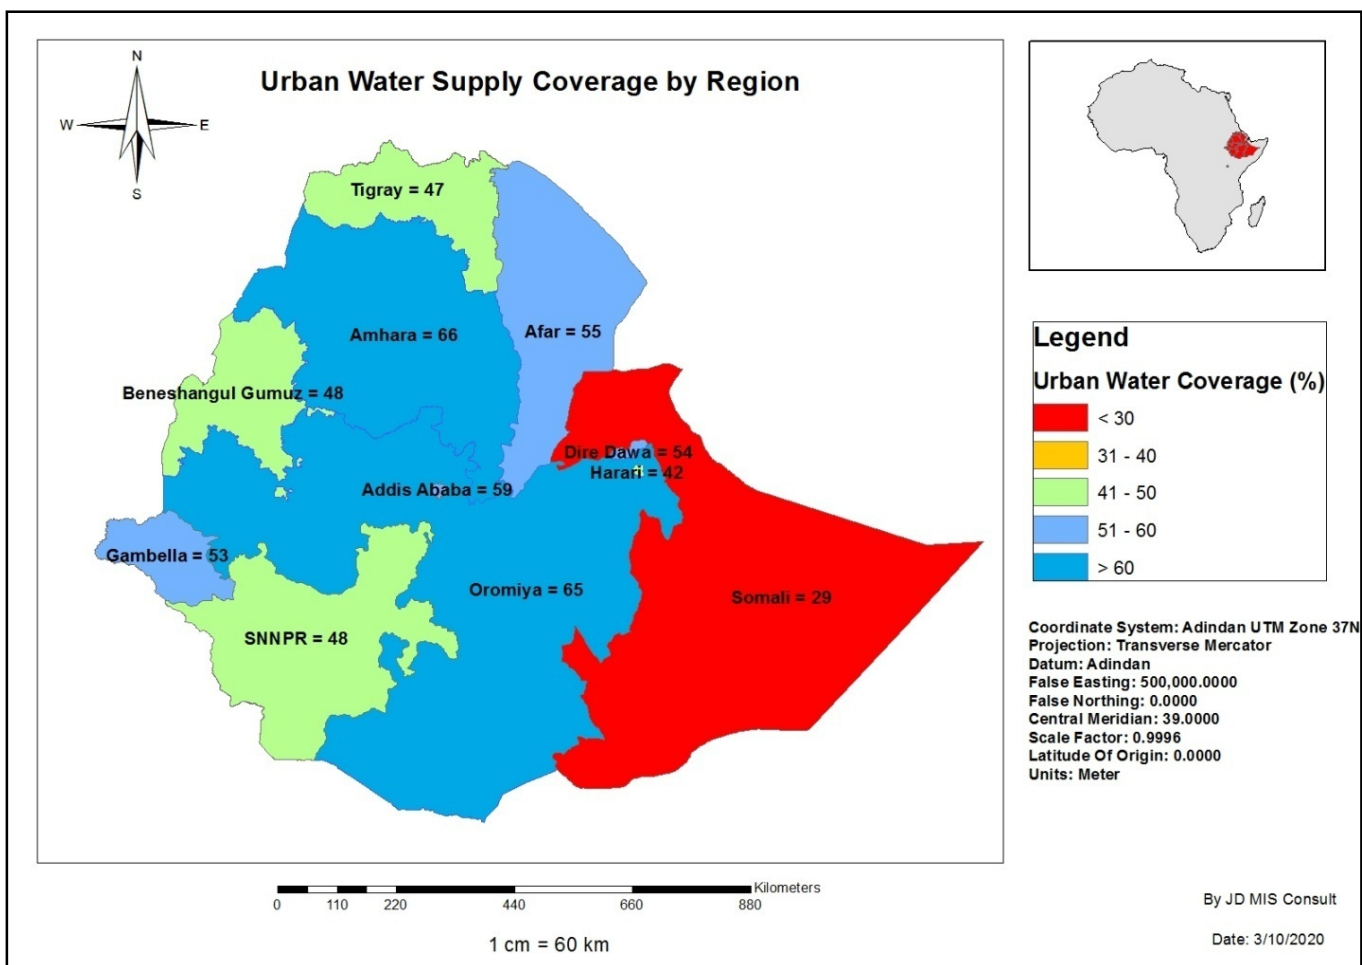 Urban Water Supply Coverage by Region
N
W
E
S
Tigray = 47
Amhara = 66
Afar = 55
Beneshangul Gumuz = 48
Dire Dawa = 54
Harari = 42
Addis Ababa = 59
Gambella = 53
Oromiya = 65
Somali = 29
SNNPR = 48
Legend
Urban Water Coverage (%)
< 30
31 - 40
41 - 50
51 - 60
> 60
Coordinate System: Adindan UTM Zone 37N
Projection: Transverse Mercator
Datum: Adindan
False Easting: 500,000.0000
False Northing: 0.0000
Central Meridian: 39.0000
Scale Factor: 0.9996
Latitude Of Origin: 0.0000
Units: Meter
Kilometers
0 110 220 440 660 880
1 cm = 60 km
By JD MIS Consult
Date: 3/10/2020